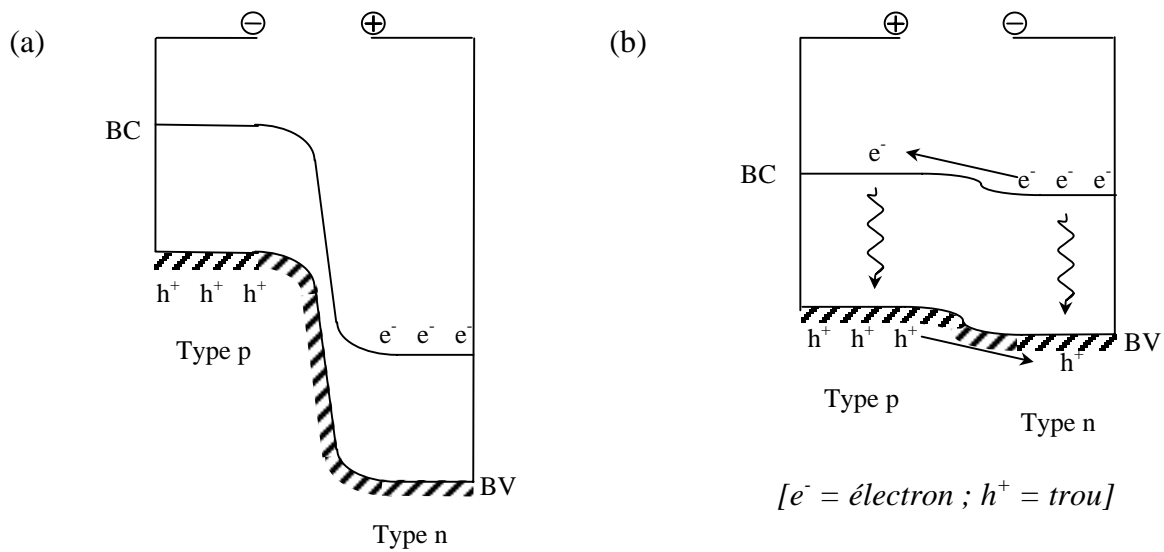 (a)
⊖ ⊕
BC
h⁺ h⁺ h⁺
Type p
e⁻ e⁻ e⁻
BV
Type n
(b)
⊕ ⊖
e⁻
BC
e⁻ e⁻ e⁻
h⁺ h⁺ h⁺
BV
h⁺
Type p
Type n
[e⁻ = électron ; h⁺ = trou]